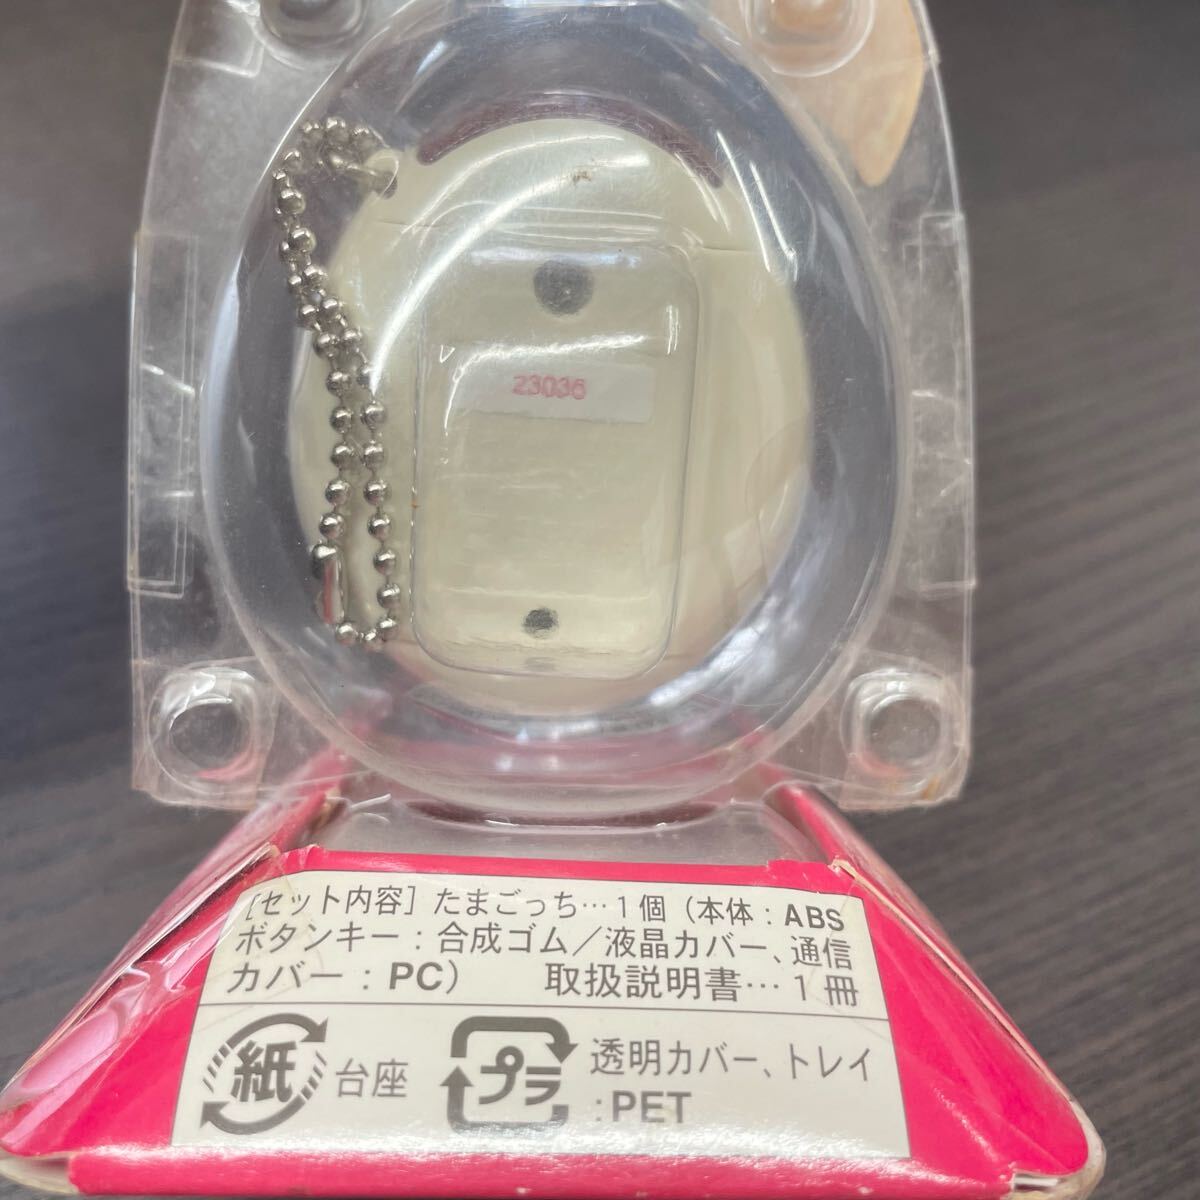 23036
[セット内容] たまごっち…1個 (本体 : ABS
ボタンキー : 合成ゴム／液晶カバー、通信
カバー : PC) 取扱説明書…1冊
紙 台座
プラ 透明カバー、トレイ
:PET